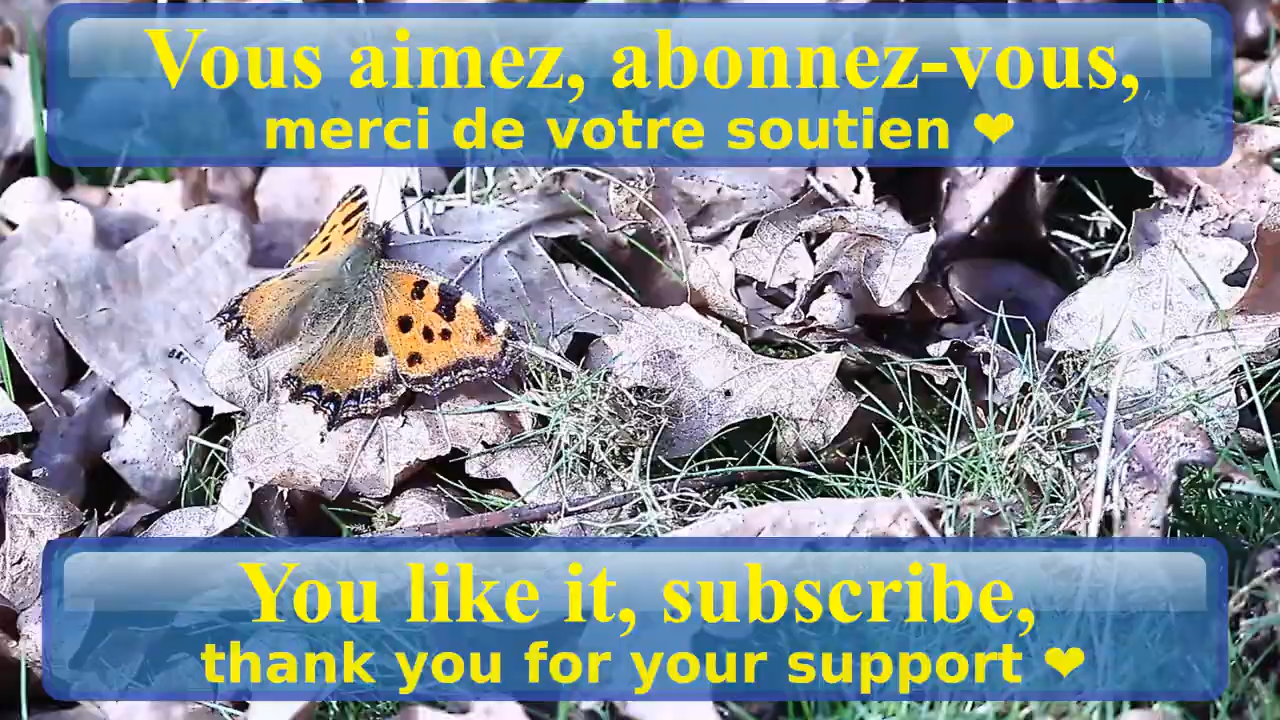 Vous aimez, abonnez-vous,
merci de votre soutien ❤
You like it, subscribe,
thank you for your support ❤